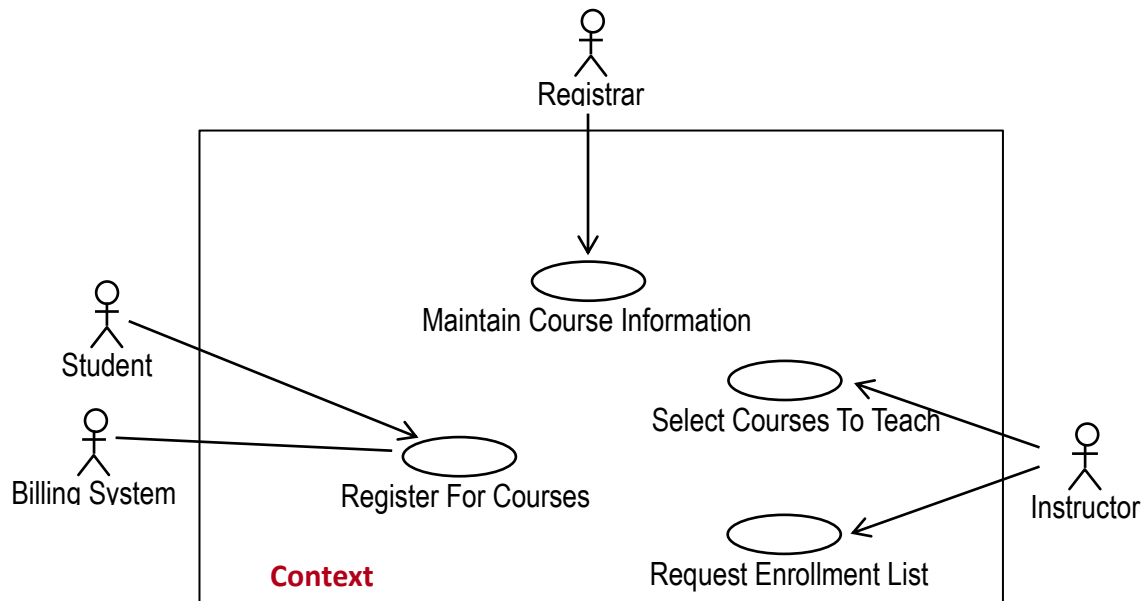 Registrar
Maintain Course Information
Student
Select Courses To Teach
Billing System
Register For Courses
Instructor
Request Enrollment List
Context